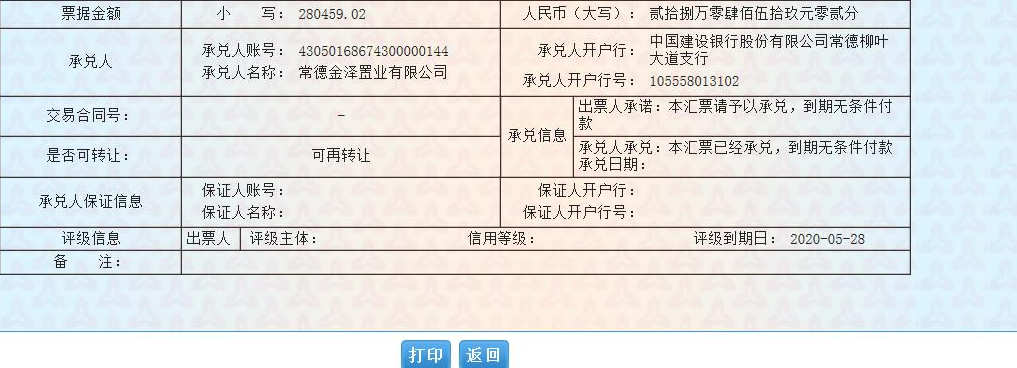 票据金额 小 写： 280459.02 人民币（大写）： 贰拾捌万零肆佰伍拾玖元零贰分
承兑人 承兑人账号： 43050168674300000144 承兑人开户行： 中国建设银行股份有限公司常德柳叶
大道支行
承兑人名称： 常德金泽置业有限公司 承兑人开户行号： 105558013102
交易合同号： - 承兑信息 出票人承诺：本汇票请予以承兑，到期无条件付
款
是否可转让： 可再转让 承兑人承兑：本汇票已经承兑，到期无条件付款
承兑日期：
承兑人保证信息 保证人账号： 保证人开户行：
保证人名称： 保证人开户行号：
评级信息 出票人 评级主体： 信用等级： 评级到期日： 2020-05-28
备 注：
打印 返回